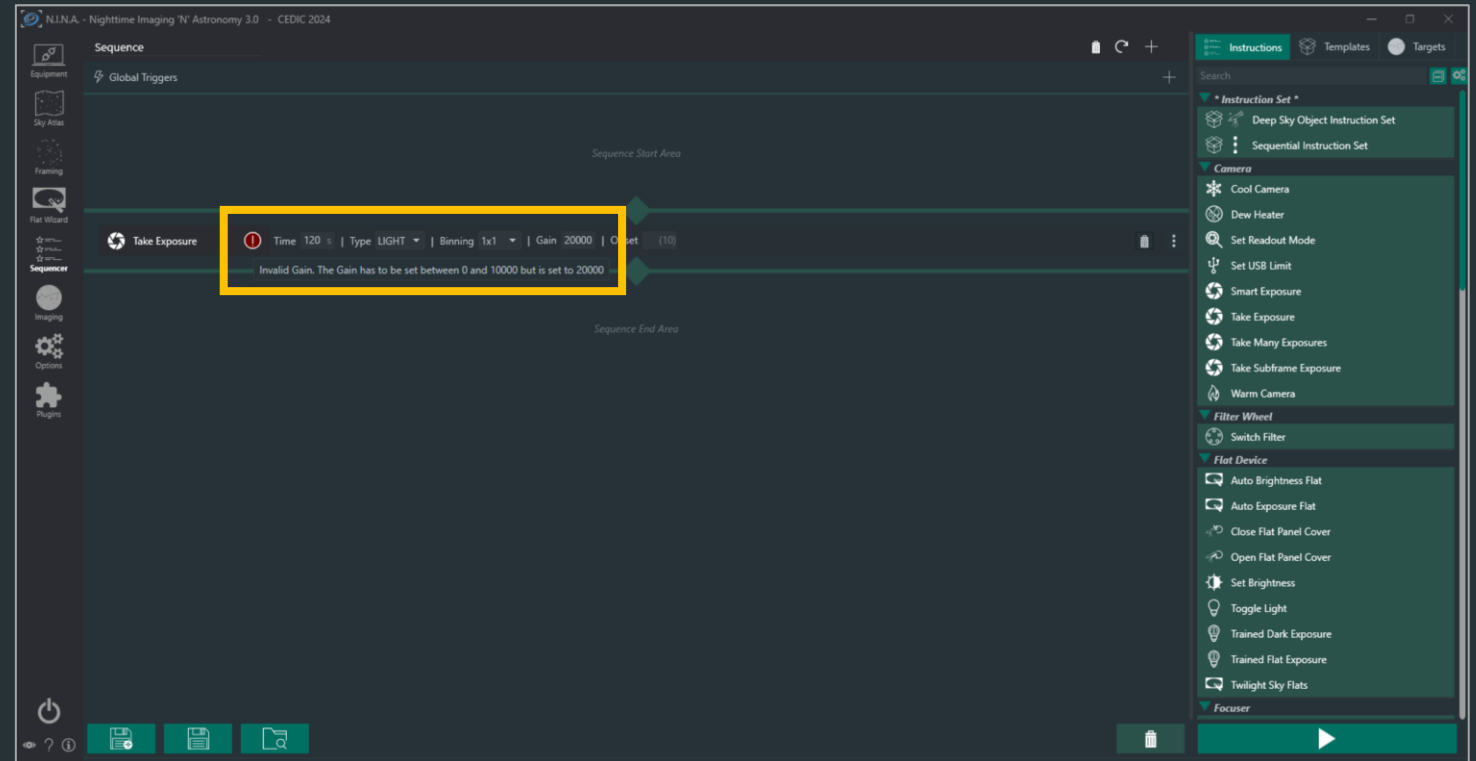 N.I.N.A. - Nighttime Imaging 'N' Astronomy 3.0 - CEDIC 2024
Equipment
Sky Atlas
Framing
Flat Wizard
Sequencer
Imaging
Options
Plugins
Sequence
Global Triggers
Sequence Start Area
Take Exposure Time 120 s | Type LIGHT | Binning 1x1 | Gain 20000 | O set (10)
Invalid Gain. The Gain has to be set between 0 and 10000 but is set to 20000
Sequence End Area
Instructions Templates Targets
Search
* Instruction Set *
Deep Sky Object Instruction Set
Sequential Instruction Set
Camera
Cool Camera
Dew Heater
Set Readout Mode
Set USB Limit
Smart Exposure
Take Exposure
Take Many Exposures
Take Subframe Exposure
Warm Camera
Filter Wheel
Switch Filter
Flat Device
Auto Brightness Flat
Auto Exposure Flat
Close Flat Panel Cover
Open Flat Panel Cover
Set Brightness
Toggle Light
Trained Dark Exposure
Trained Flat Exposure
Twilight Sky Flats
Focuser